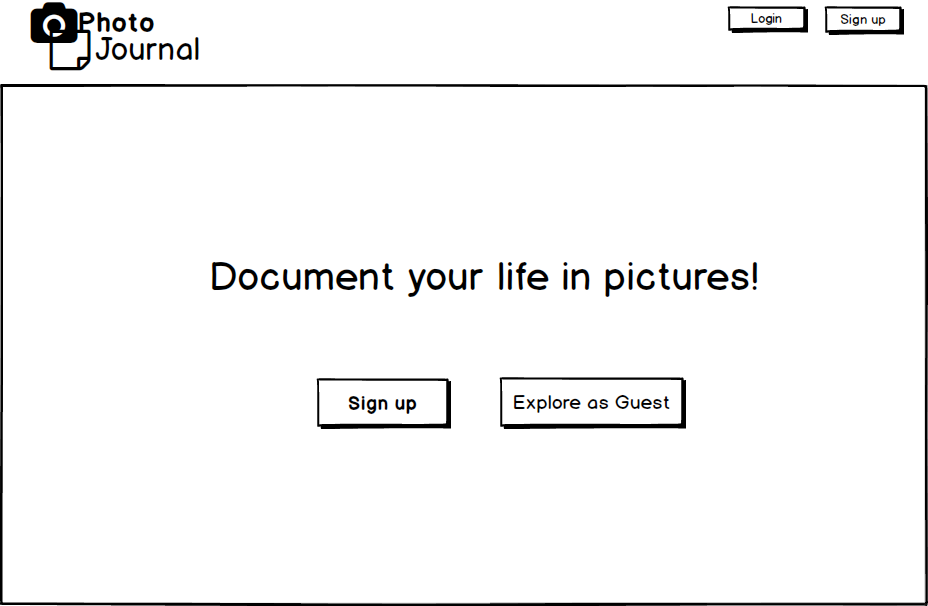 Photo
Journal
Login
Sign up
Document your life in pictures!
Sign up
Explore as Guest